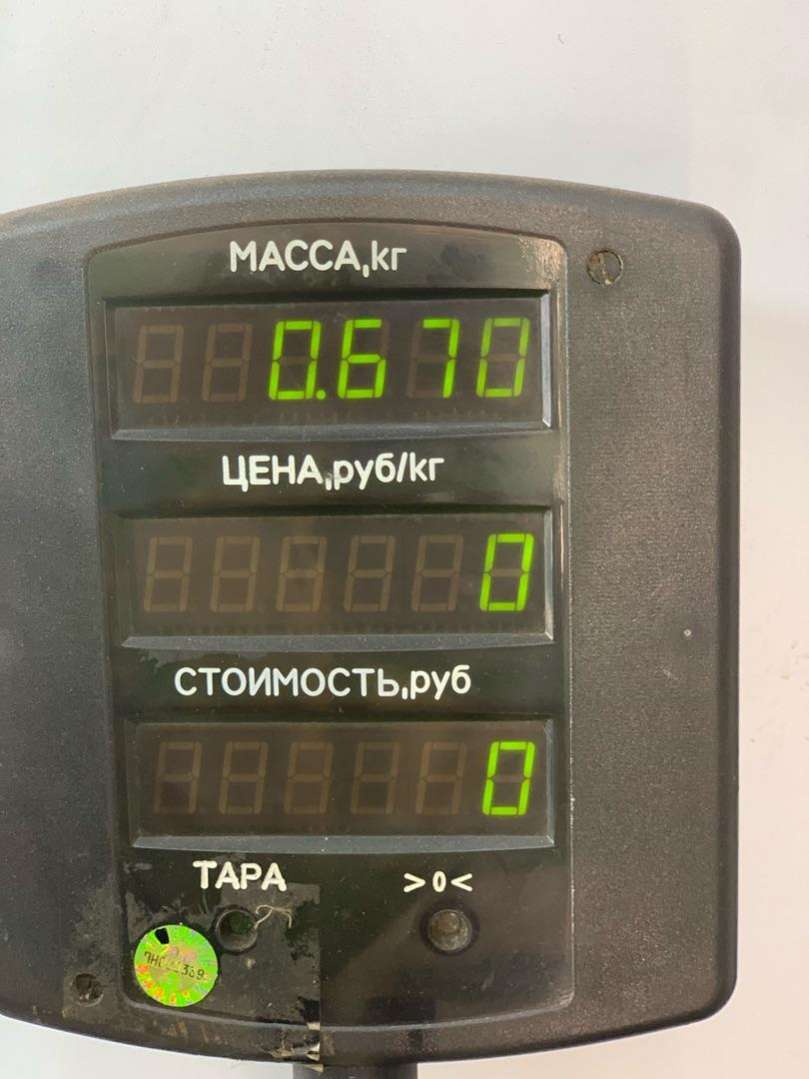 МАССА,кг
0.670
ЦЕНА,руб/кг
0
СТОИМОСТЬ,руб
0
ТАРА >0<